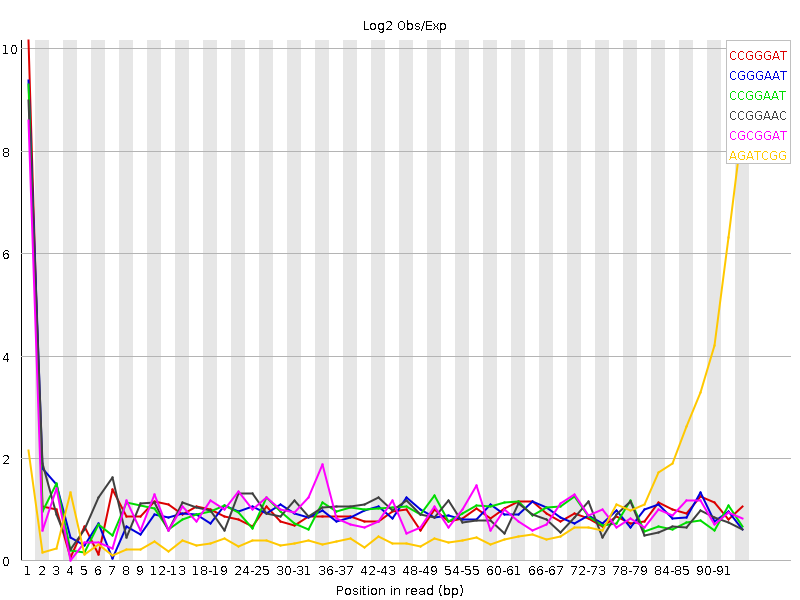 Log2 Obs/Exp
10
8
6
4
2
0
CCGGGAT
CGGGAAT
CCGGAAT
CCGGAAC
CGCGGAT
AGATCGG
1 2 3 4 5 6 7 8 9 12-13 18-19 24-25 30-31 36-37 42-43 48-49 54-55 60-61 66-67 72-73 78-79 84-85 90-91
Position in read (bp)